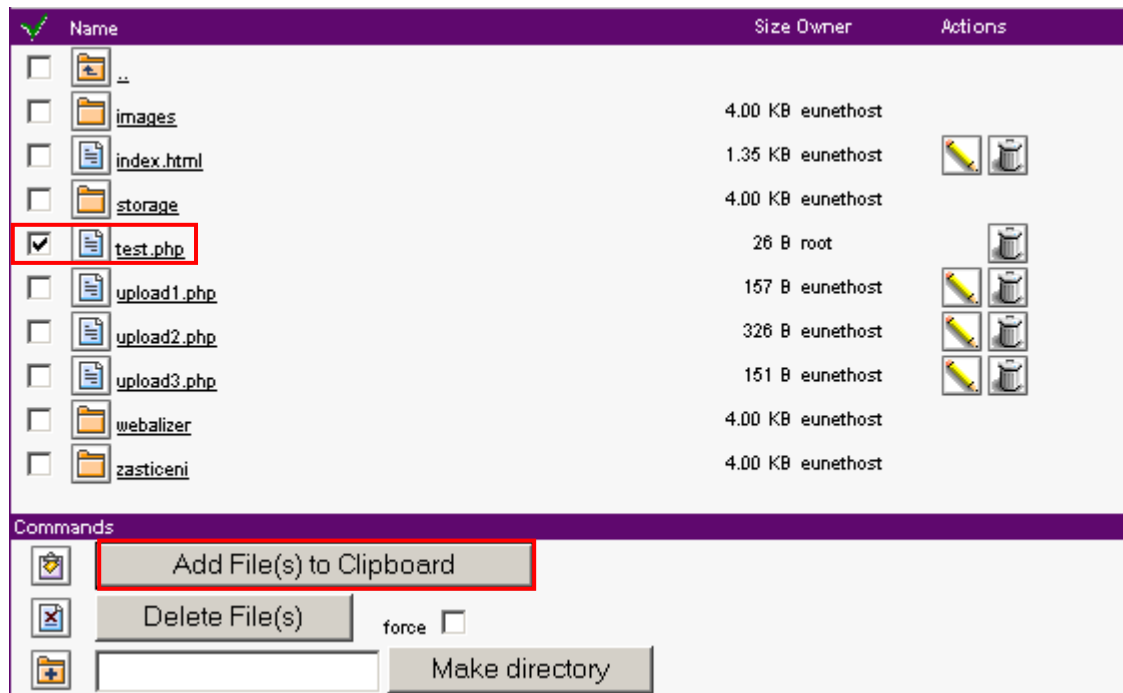 Name Size Owner Actions
..
images 4.00 KB eunethost
index.html 1.35 KB eunethost
storage 4.00 KB eunethost
test.php 26 B root
upload1.php 157 B eunethost
upload2.php 326 B eunethost
upload3.php 151 B eunethost
webalizer 4.00 KB eunethost
zasticeni 4.00 KB eunethost
Commands
Add File(s) to Clipboard
Delete File(s) force
Make directory